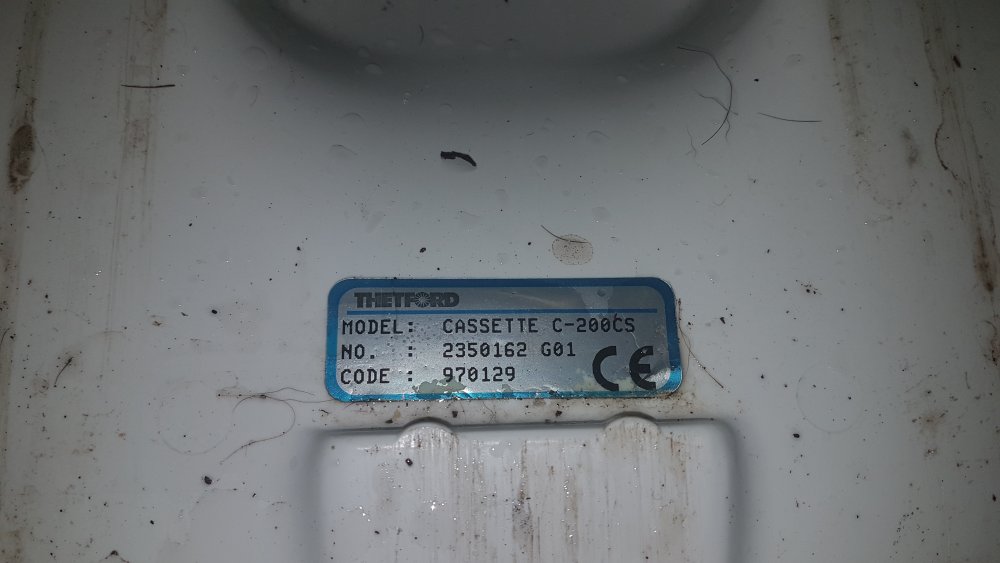 THETFORD
MODEL: CASSETTE C-200CS
NO. : 2350162 G01
CODE : 970129
CE